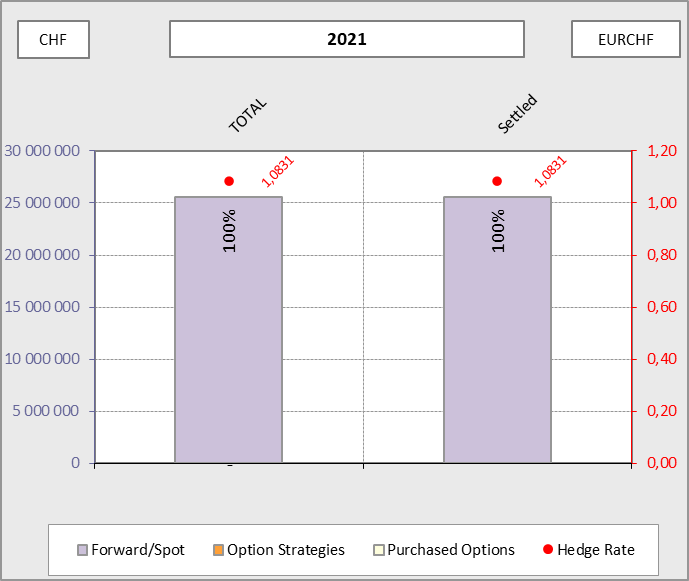 CHF
2021
EURCHF
TOTAL
Settled
30 000 000
25 000 000
20 000 000
15 000 000
10 000 000
5 000 000
0
1,20
1,00
0,80
0,60
0,40
0,20
0,00
1,0831
1,0831
100%
100%
-
Forward/Spot
Option Strategies
Purchased Options
Hedge Rate